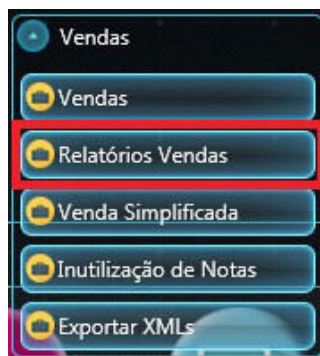 Vendas
Vendas
Relatórios Vendas
Venda Simplificada
Inutilização de Notas
Exportar XMLs